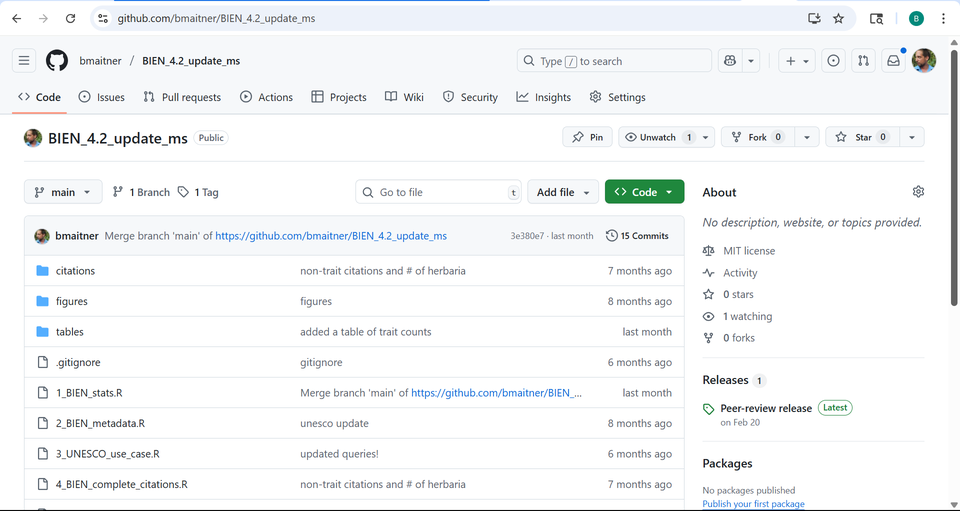 github.com/bmaitner/BIEN_4.2_update_ms
B
bmaitner / BIEN_4.2_update_ms
Type / to search
Code Issues Pull requests Actions Projects Wiki Security Insights Settings
BIEN_4.2_update_ms Public
Pin Unwatch 1 Fork 0 Star 0
main 1 Branch 1 Tag Go to file t Add file Code
bmaitner Merge branch 'main' of https://github.com/bmaitner/BIEN_4.2_update_ms 3e380e7 · last month 15 Commits
citations non-trait citations and # of herbaria 7 months ago
figures figures 8 months ago
tables added a table of trait counts last month
.gitignore gitignore 6 months ago
1_BIEN_stats.R Merge branch 'main' of https://github.com/bmaitner/BIEN_... last month
2_BIEN_metadata.R unesco update 8 months ago
3_UNESCO_use_case.R updated queries! 6 months ago
4_BIEN_complete_citations.R non-trait citations and # of herbaria 7 months ago
About
No description, website, or topics provided.
MIT license
Activity
0 stars
1 watching
0 forks
Releases 1
Peer-review release Latest
on Feb 20
Packages
No packages published
Publish your first package